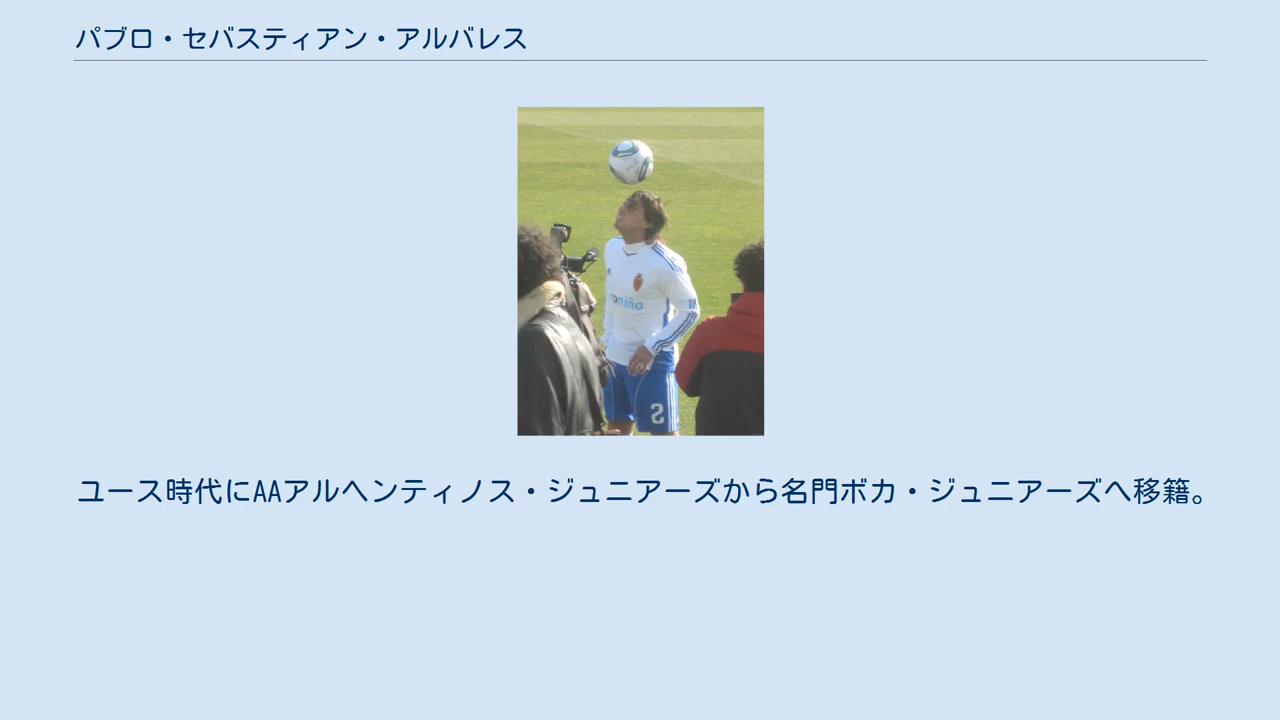 パブロ・セバスティアン・アルバレス
roniño
2
ユース時代にAAアルヘンティノス・ジュニアーズから名門ボカ・ジュニアーズへ移籍。